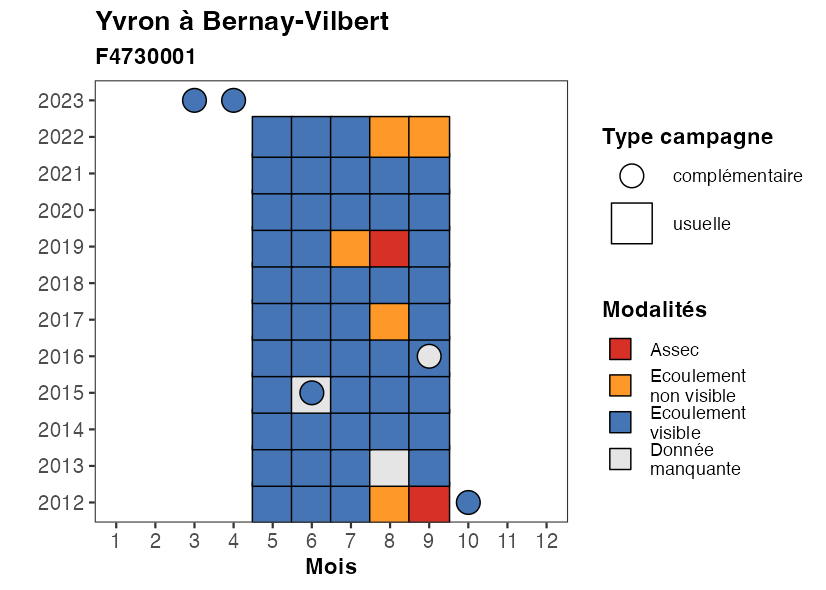 Yvron à Bernay-Vilbert
F4730001
2023
2022
2021
2020
2019
2018
2017
2016
2015
2014
2013
2012
1 2 3 4 5 6 7 8 9 10 11 12
Mois
Type campagne
complémentaire
usuelle
Modalités
Assec
Ecoulement
non visible
Ecoulement
visible
Donnée
manquante